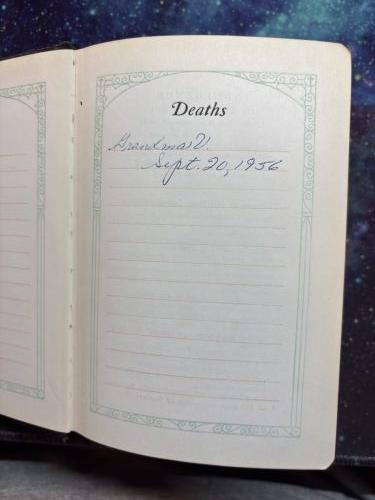 Deaths
Grandma V.
Sept. 20, 1956